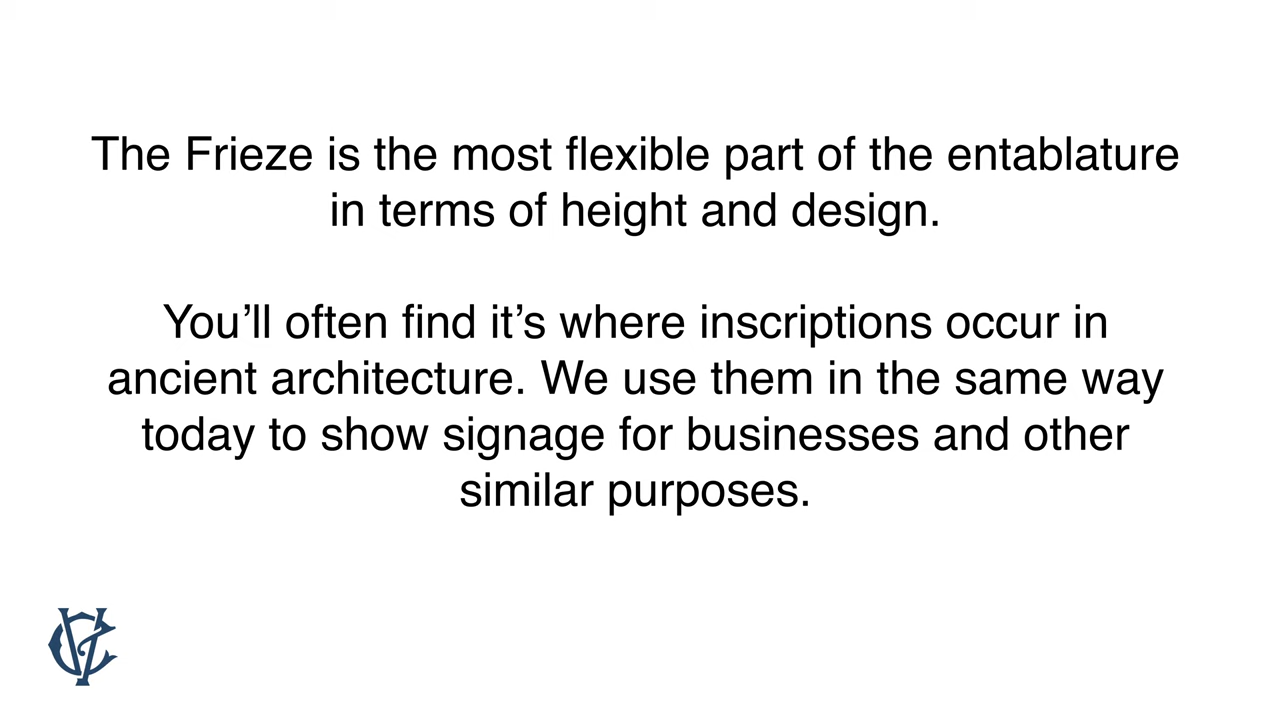 The Frieze is the most flexible part of the entablature
in terms of height and design.
You’ll often find it’s where inscriptions occur in
ancient architecture. We use them in the same way
today to show signage for businesses and other
similar purposes.